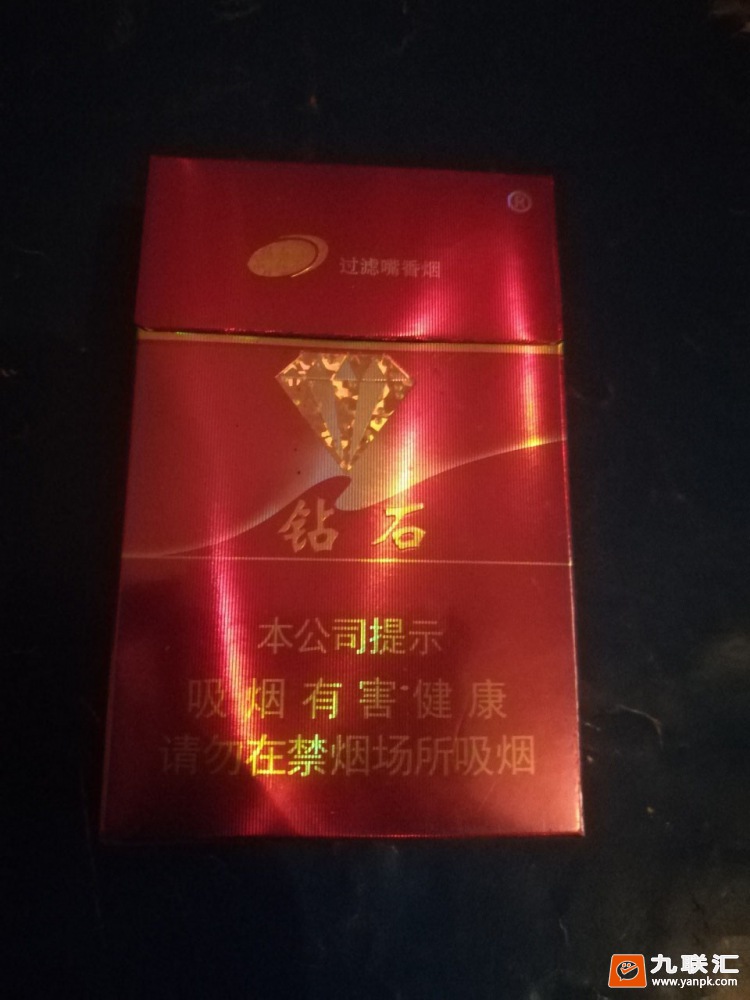 ®
过滤嘴香烟
钻石
本公司提示
吸烟有害健康
请勿在禁烟场所吸烟
九联汇
www.yanpk.com